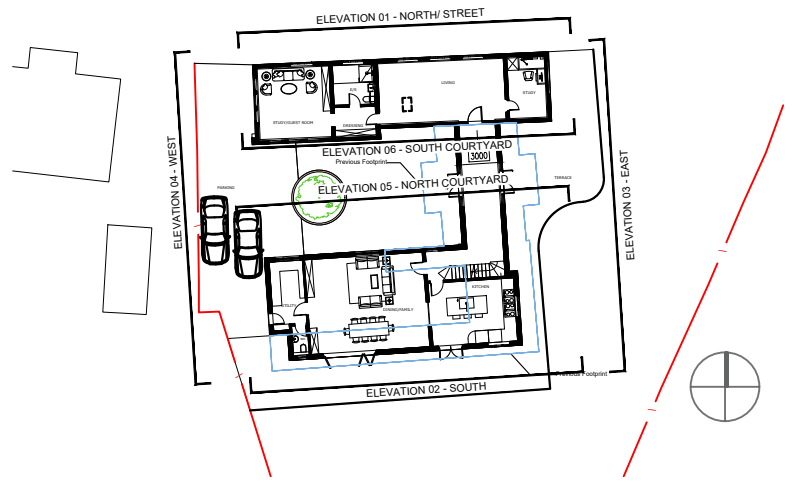 ELEVATION 01 - NORTH/ STREET
LIVING
E/S
STUDY
STUDY/GUEST ROOM
DRESSING
ELEVATION 06 - SOUTH COURTYARD
Previous Footprint
3000
ELEVATION 04 - WEST
ELEVATION 03 - EAST
PARKING
ELEVATION 05 - NORTH COURTYARD
TERRACE
KITCHEN
UTILITY
DINING/FAMILY
Previous Footprint
ELEVATION 02 - SOUTH